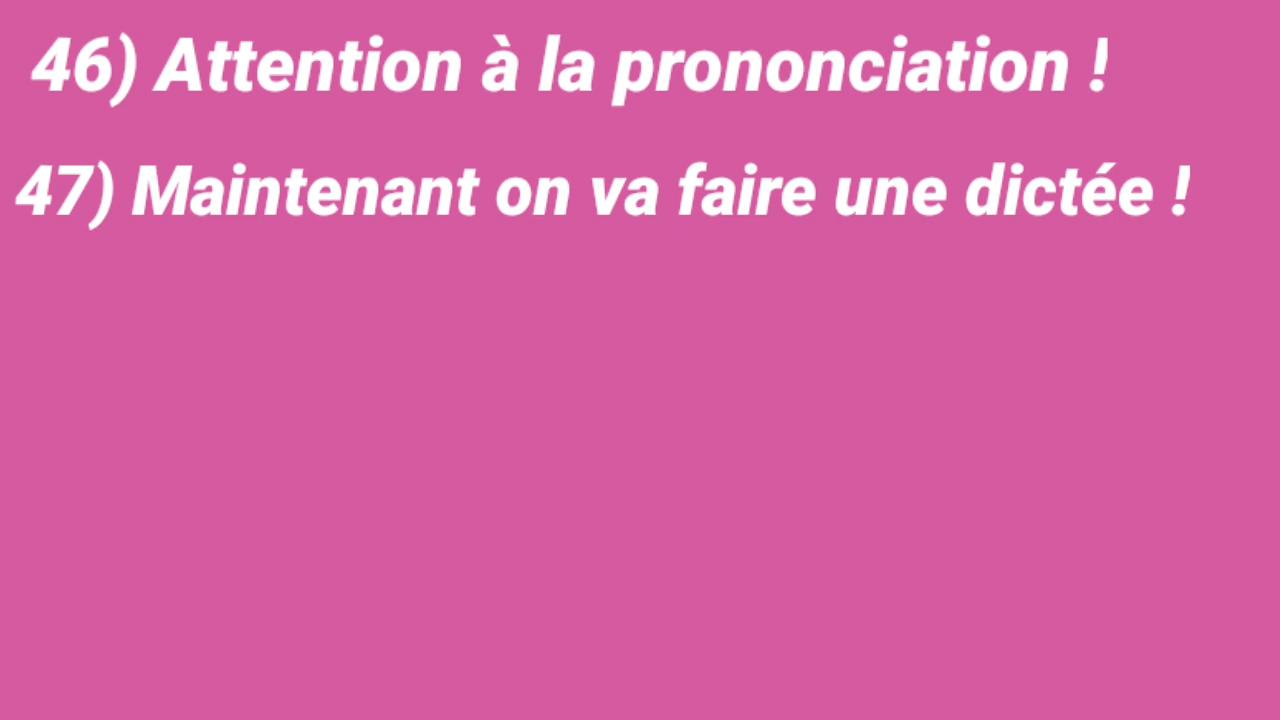 46) Attention à la prononciation !
47) Maintenant on va faire une dictée !